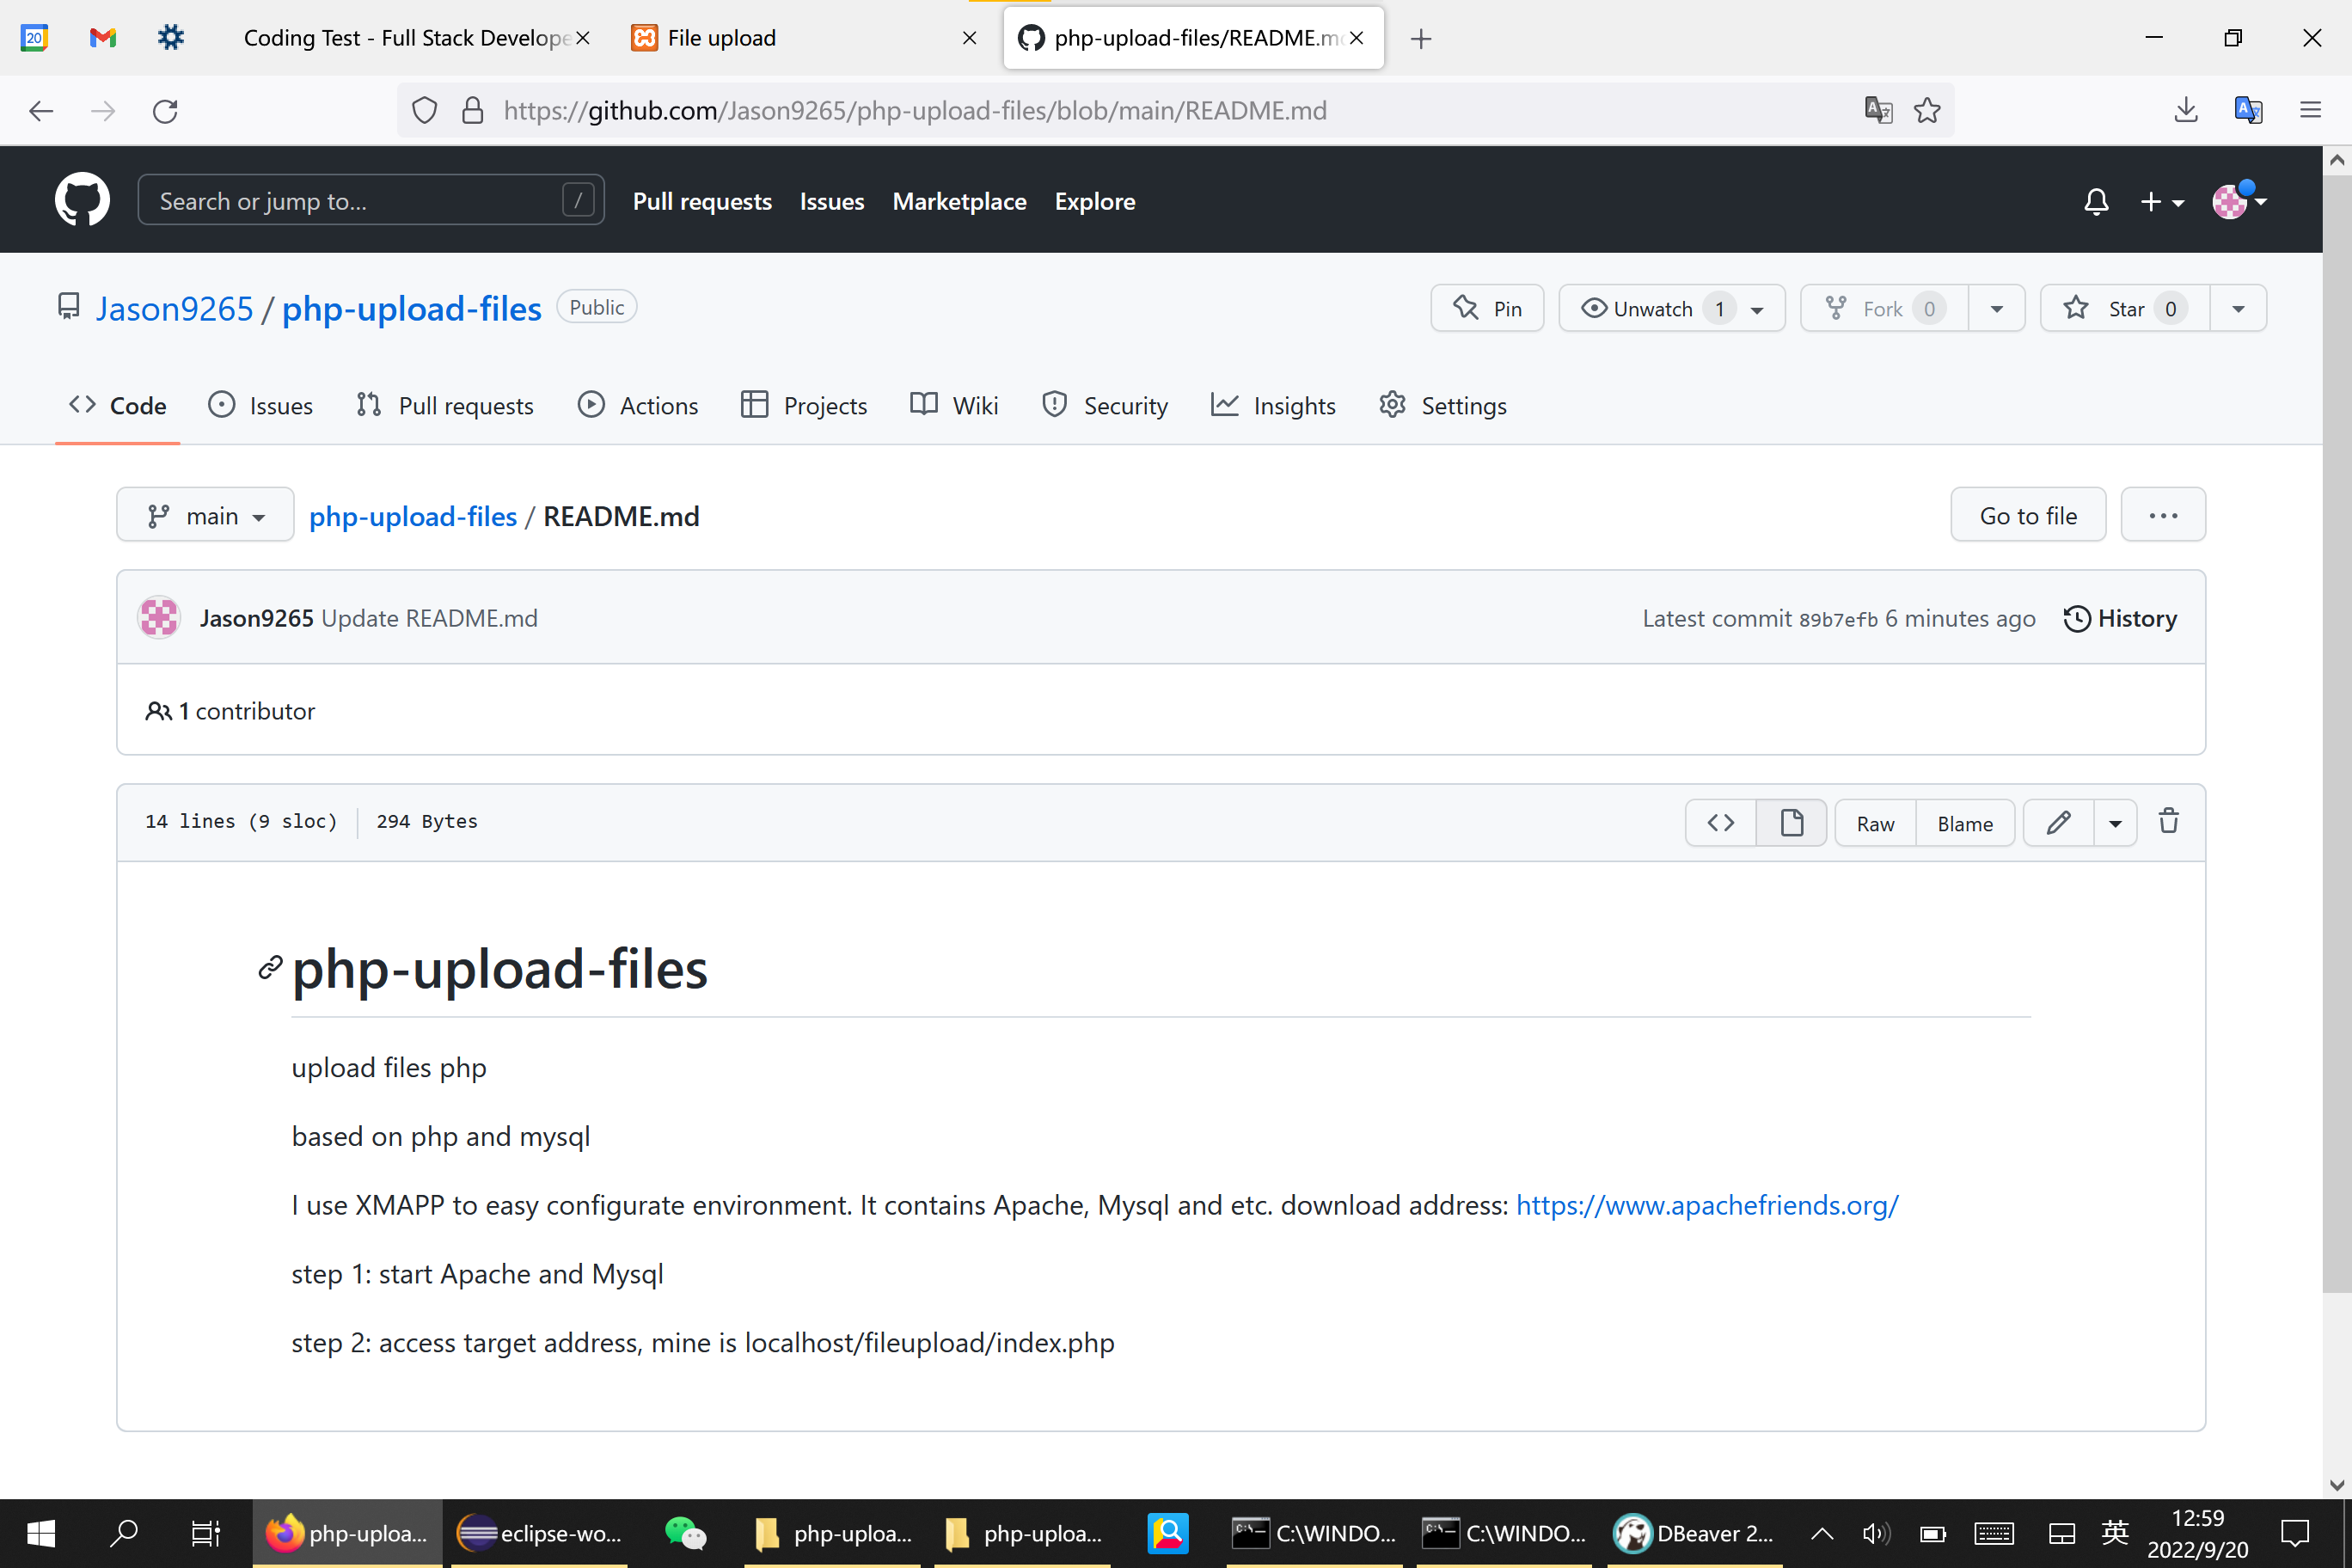 20
Coding Test - Full Stack Develope
File upload
php-upload-files/README.m
https://github.com/Jason9265/php-upload-files/blob/main/README.md
Search or jump to...
/
Pull requests
Issues
Marketplace
Explore
Jason9265 / php-upload-files
Public
Pin
Unwatch 1
Fork 0
Star 0
Code
Issues
Pull requests
Actions
Projects
Wiki
Security
Insights
Settings
main
php-upload-files / README.md
Go to file
Jason9265 Update README.md
Latest commit 89b7efb 6 minutes ago
History
1 contributor
14 lines (9 sloc)
294 Bytes
Raw
Blame
php-upload-files
upload files php
based on php and mysql
I use XMAPP to easy configurate environment. It contains Apache, Mysql and etc. download address: https://www.apachefriends.org/
step 1: start Apache and Mysql
step 2: access target address, mine is localhost/fileupload/index.php
php-uploa...
eclipse-wo...
php-uploa...
php-uploa...
C:\WINDO...
C:\WINDO...
DBeaver 2...
英
12:59
2022/9/20